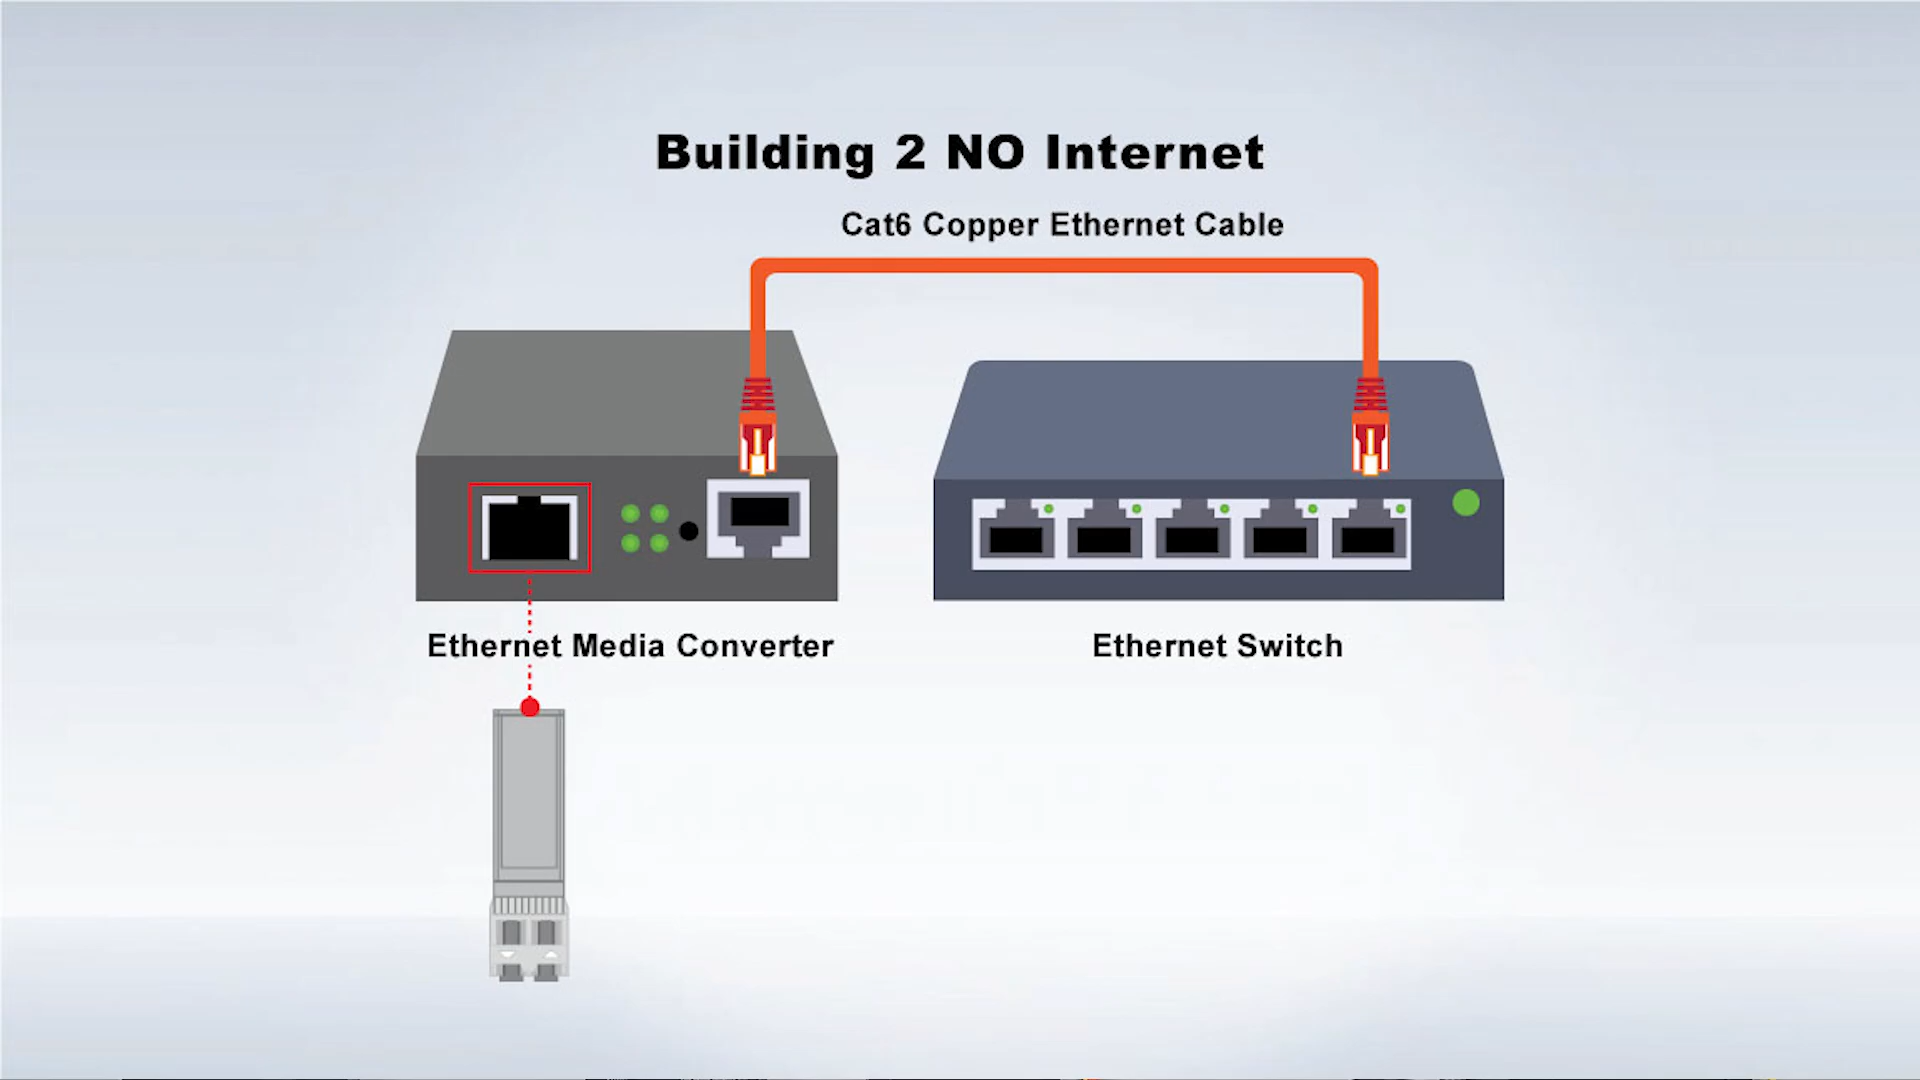 Building 2 NO Internet
Cat6 Copper Ethernet Cable
Ethernet Media Converter
Ethernet Switch